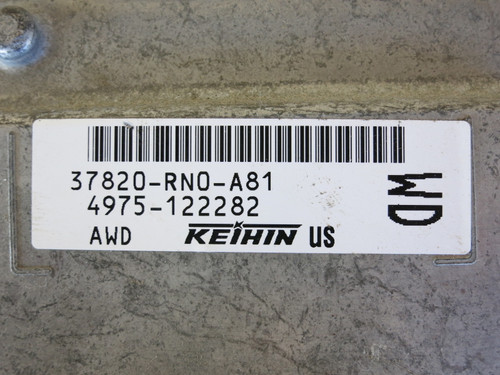 37820-RN0-A81
4975-122282
AWD KEIHIN US
WD